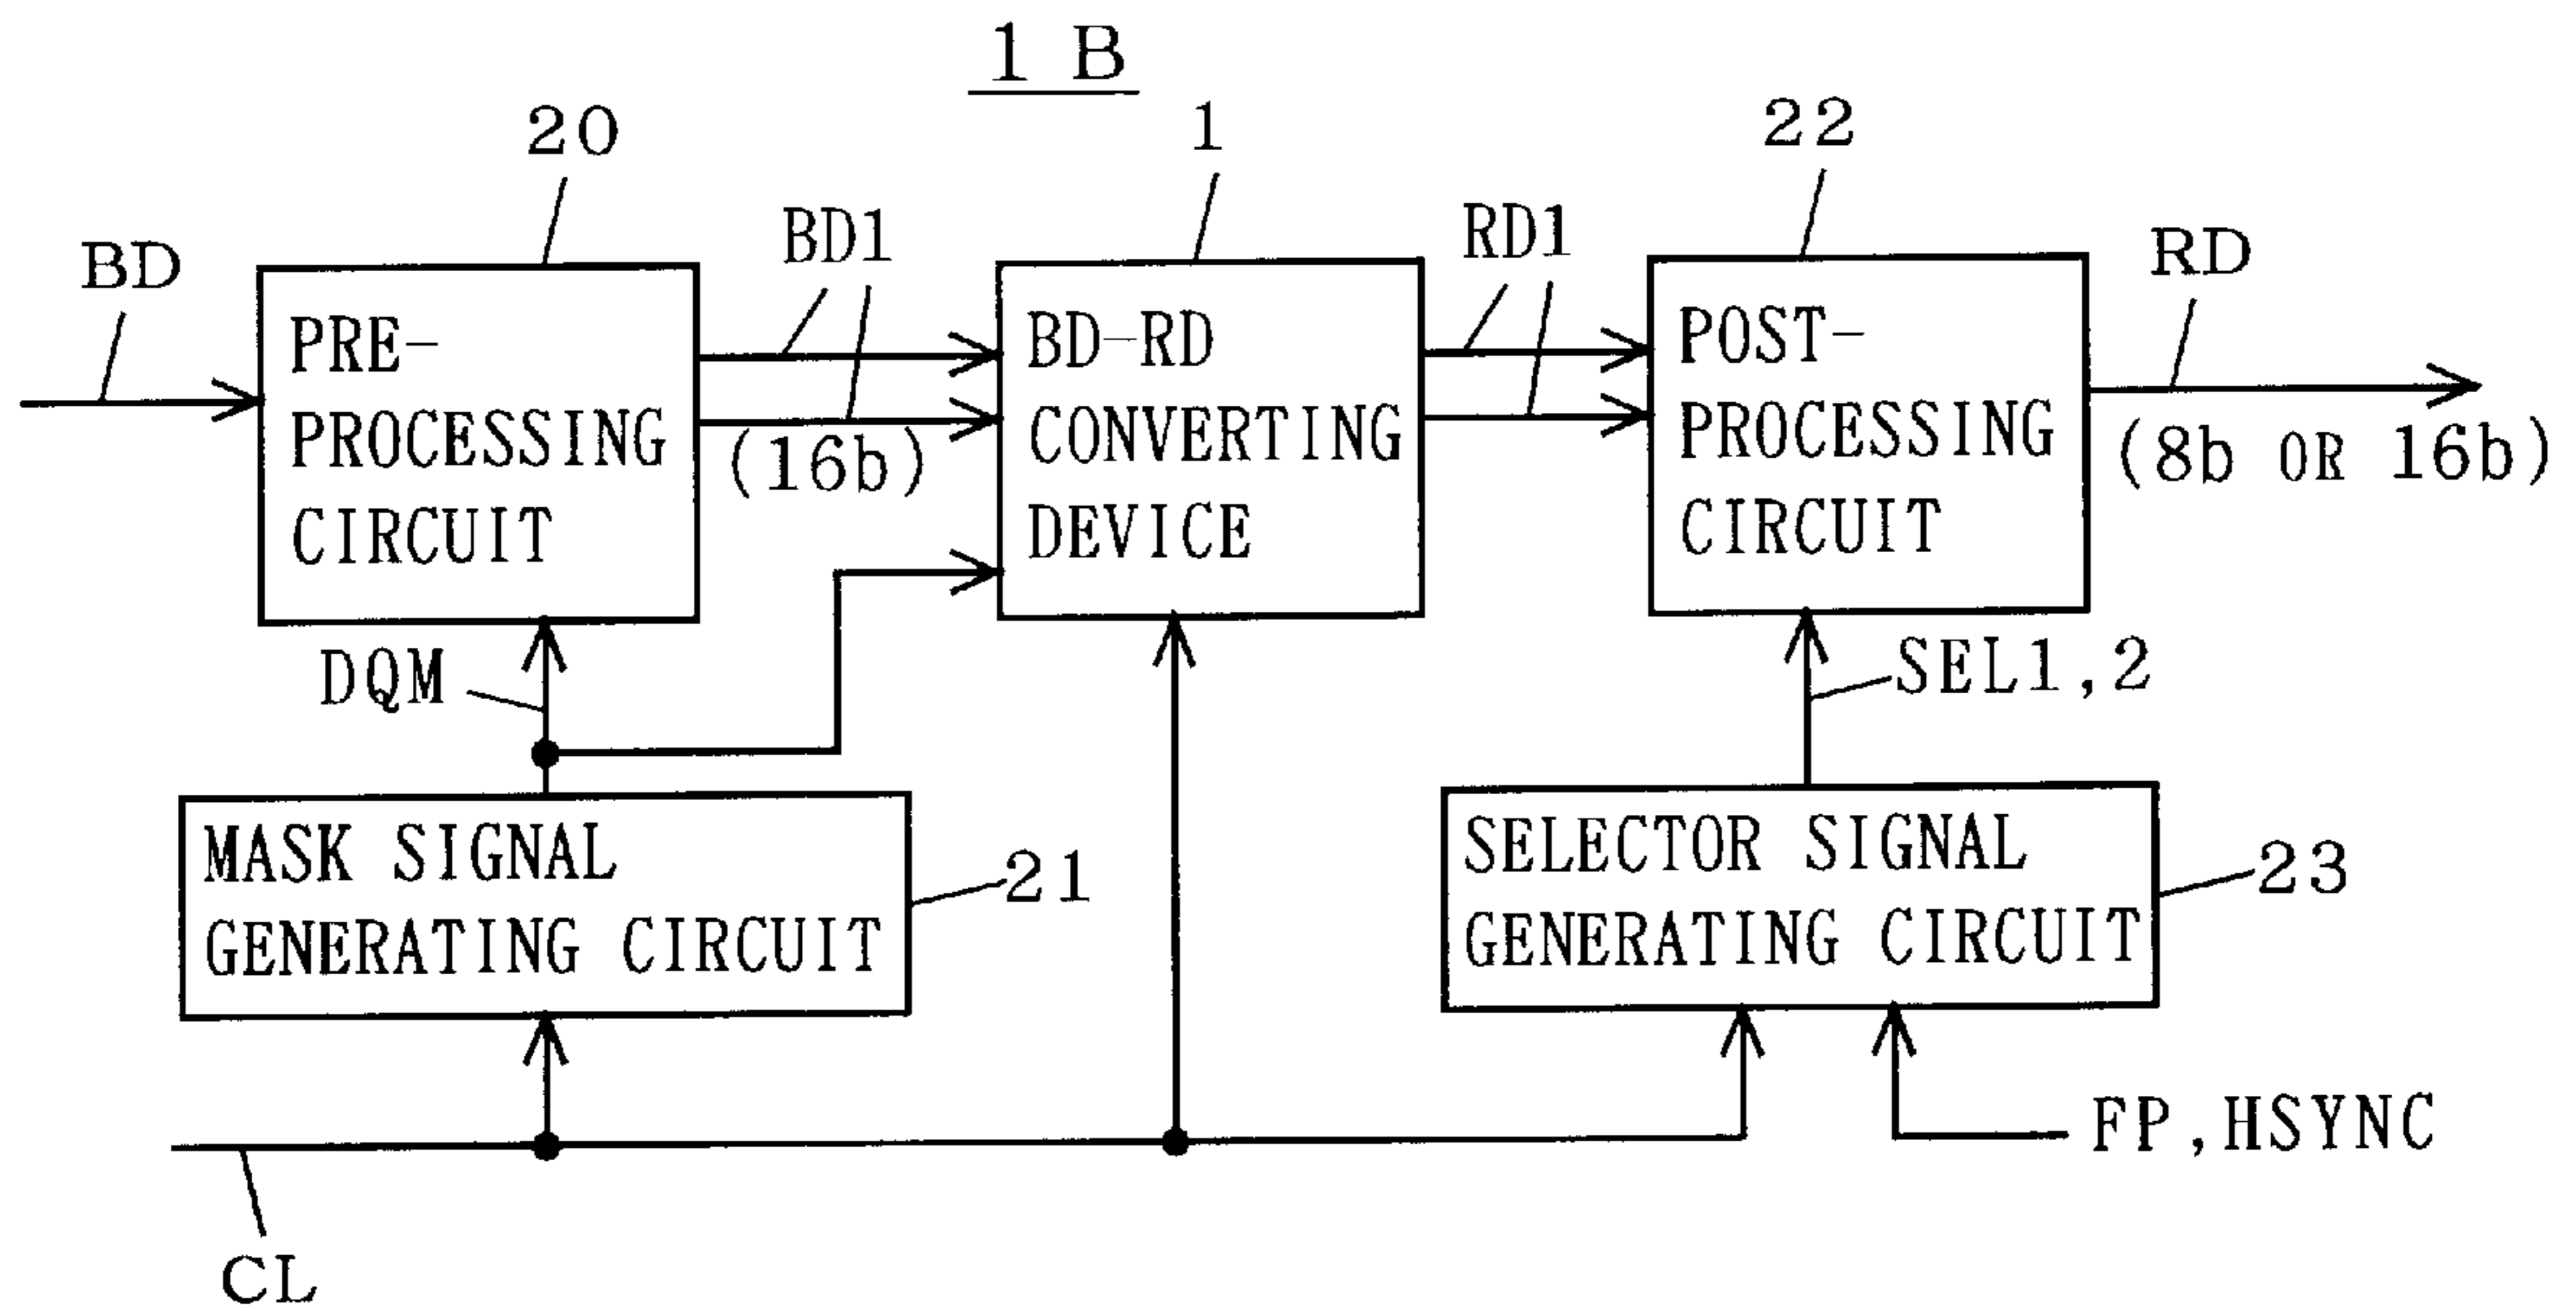 1 B
20
1
22
BD
BD1
RD1
RD
PRE-
PROCESSING
CIRCUIT
(16b)
BD-RD
CONVERTING
DEVICE
POST-
PROCESSING
CIRCUIT
(8b OR 16b)
DQM
SEL1,2
MASK SIGNAL
GENERATING CIRCUIT
21
SELECTOR SIGNAL
GENERATING CIRCUIT
23
FP,HSYNC
CL